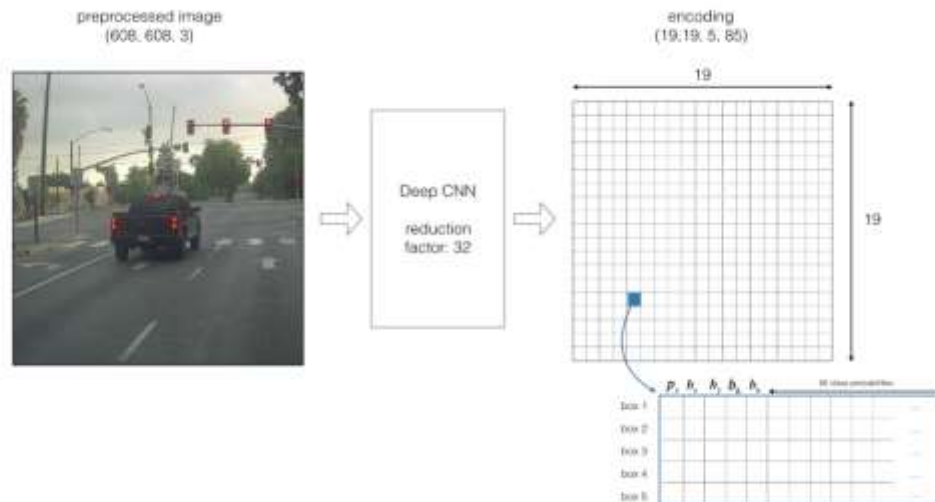 preprocessed image
(608, 608, 3)
encoding
(19,19, 5, 85)
19
Deep CNN
reduction
factor: 32
19
box 1
box 2
box 3
box 4
box 5